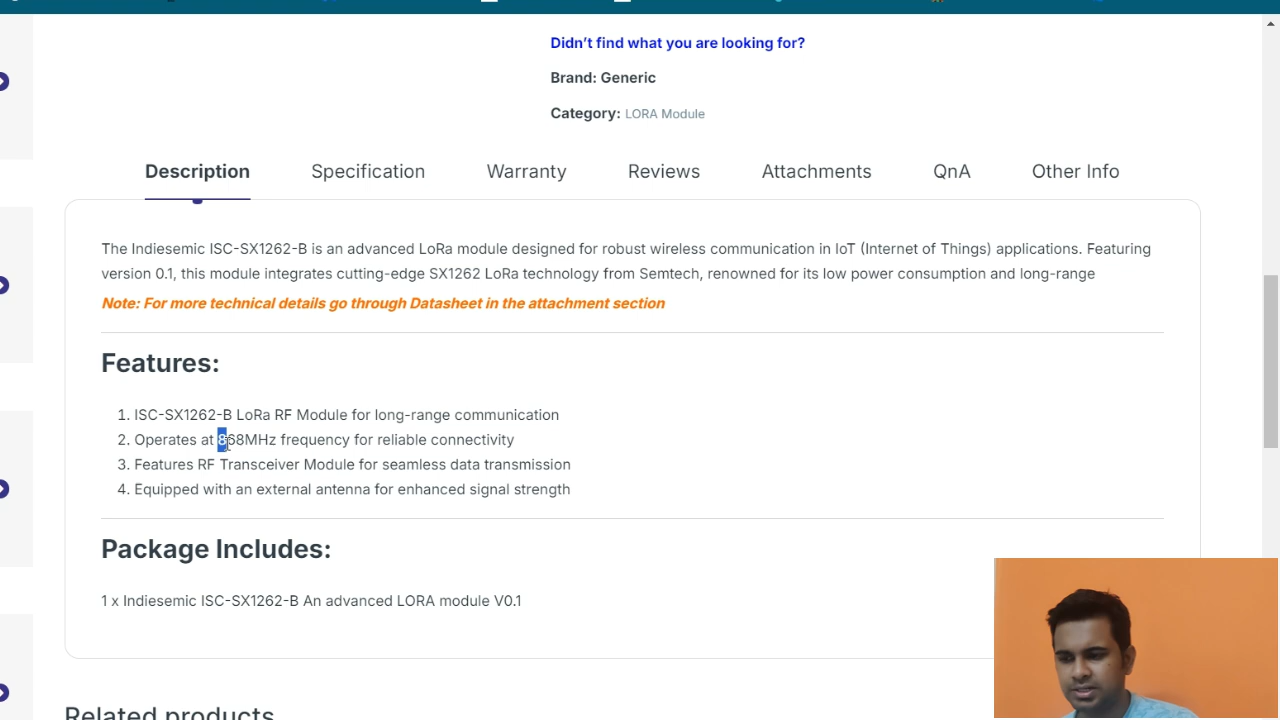 Didn’t find what you are looking for?
Brand: Generic
Category: LORA Module
Description Specification Warranty Reviews Attachments QnA Other Info
The Indiesemic ISC-SX1262-B is an advanced LoRa module designed for robust wireless communication in IoT (Internet of Things) applications. Featuring
version 0.1, this module integrates cutting-edge SX1262 LoRa technology from Semtech, renowned for its low power consumption and long-range
Note: For more technical details go through Datasheet in the attachment section
Features:
1. ISC-SX1262-B LoRa RF Module for long-range communication
2. Operates at 868MHz frequency for reliable connectivity
3. Features RF Transceiver Module for seamless data transmission
4. Equipped with an external antenna for enhanced signal strength
Package Includes:
1 x Indiesemic ISC-SX1262-B An advanced LORA module V0.1
Related products